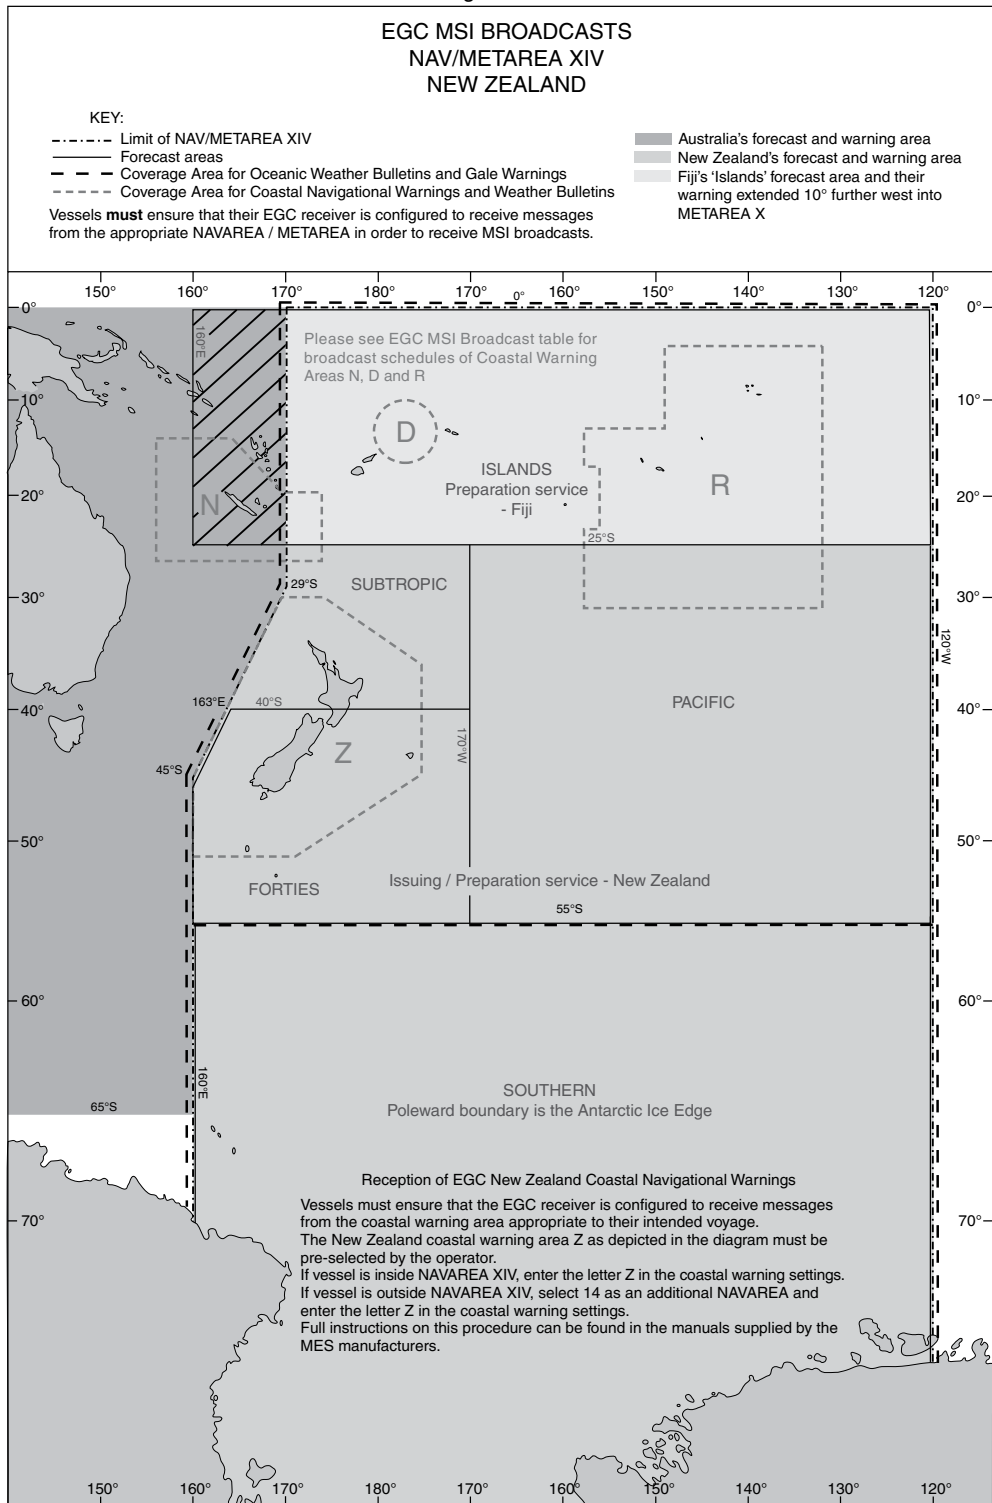 EGC MSI BROADCASTS
NAV/METAREA XIV
NEW ZEALAND
KEY:
Limit of NAV/METAREA XIV
Forecast areas
Coverage Area for Oceanic Weather Bulletins and Gale Warnings
Coverage Area for Coastal Navigational Warnings and Weather Bulletins
Vessels must ensure that their EGC receiver is configured to receive messages
from the appropriate NAVAREA / METAREA in order to receive MSI broadcasts.
Australia's forecast and warning area
New Zealand's forecast and warning area
Fiji's 'Islands' forecast area and their
warning extended 10° further west into
METAREA X
150° 160° 170° 180° 170° 160° 150° 140° 130° 120°
0° 0° 0°
160°E
Please see EGC MSI Broadcast table for
broadcast schedules of Coastal Warning
Areas N, D and R
10° 10°
D
ISLANDS
Preparation service
- Fiji
R
N
20° 20°
25°S
29°S
SUBTROPIC
30° 30°
120°W
163°E 40°S
PACIFIC
40° 40°
170°W
Z
45°S
50° 50°
FORTIES
Issuing / Preparation service - New Zealand
55°S
60° 60°
160°E
65°S
SOUTHERN
Poleward boundary is the Antarctic Ice Edge
Reception of EGC New Zealand Coastal Navigational Warnings
Vessels must ensure that the EGC receiver is configured to receive messages
from the coastal warning area appropriate to their intended voyage.
The New Zealand coastal warning area Z as depicted in the diagram must be
pre-selected by the operator.
If vessel is inside NAVAREA XIV, enter the letter Z in the coastal warning settings.
If vessel is outside NAVAREA XIV, select 14 as an additional NAVAREA and
enter the letter Z in the coastal warning settings.
Full instructions on this procedure can be found in the manuals supplied by the
MES manufacturers.
70° 70°
150° 160° 170° 180° 170° 160° 150° 140° 130° 120°